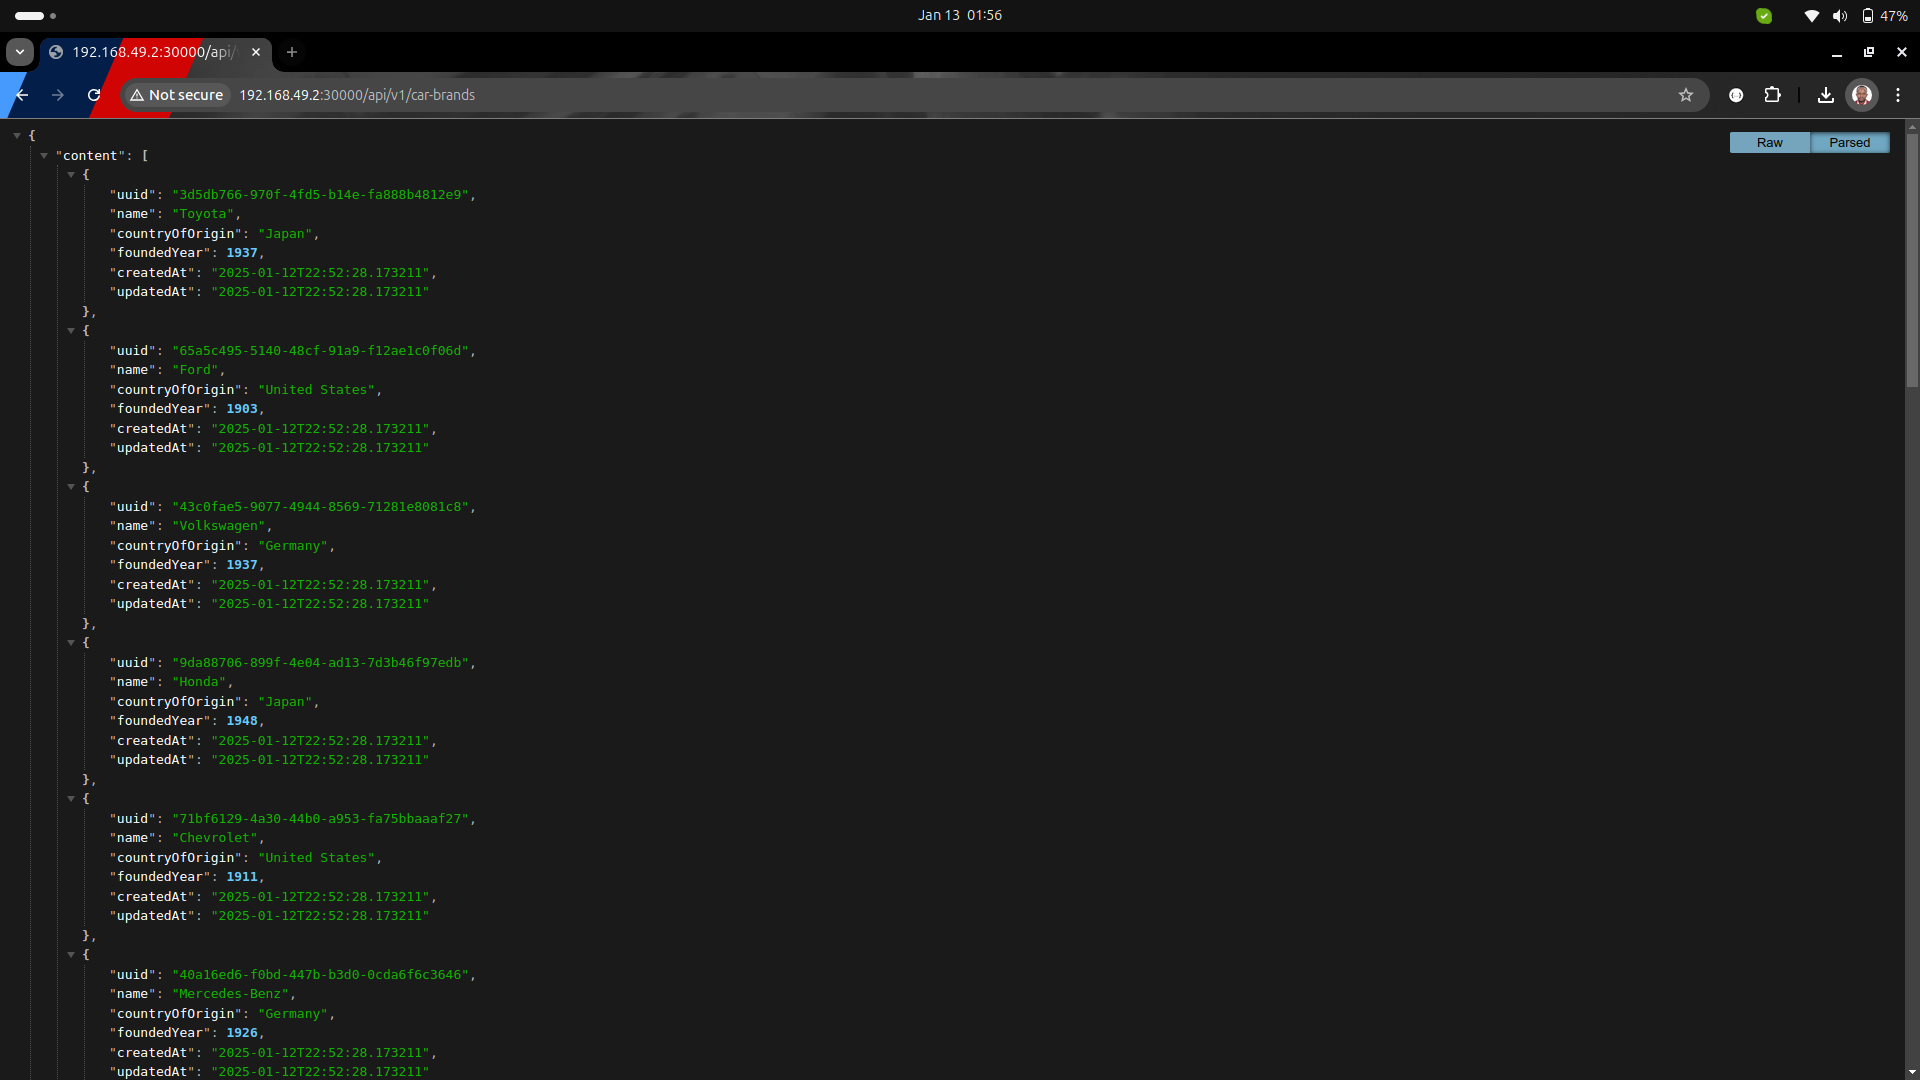 Jan 13 01:56
47%
192.168.49.2:30000/api/
Not secure
192.168.49.2:30000/api/v1/car-brands
Raw
Parsed
{
"content": [
{
"uuid": "3d5db766-970f-4fd5-b14e-fa888b4812e9",
"name": "Toyota",
"countryOfOrigin": "Japan",
"foundedYear": 1937,
"createdAt": "2025-01-12T22:52:28.173211",
"updatedAt": "2025-01-12T22:52:28.173211"
},
{
"uuid": "65a5c495-5140-48cf-91a9-f12ae1c0f06d",
"name": "Ford",
"countryOfOrigin": "United States",
"foundedYear": 1903,
"createdAt": "2025-01-12T22:52:28.173211",
"updatedAt": "2025-01-12T22:52:28.173211"
},
{
"uuid": "43c0fae5-9077-4944-8569-71281e8081c8",
"name": "Volkswagen",
"countryOfOrigin": "Germany",
"foundedYear": 1937,
"createdAt": "2025-01-12T22:52:28.173211",
"updatedAt": "2025-01-12T22:52:28.173211"
},
{
"uuid": "9da88706-899f-4e04-ad13-7d3b46f97edb",
"name": "Honda",
"countryOfOrigin": "Japan",
"foundedYear": 1948,
"createdAt": "2025-01-12T22:52:28.173211",
"updatedAt": "2025-01-12T22:52:28.173211"
},
{
"uuid": "71bf6129-4a30-44b0-a953-fa75bbaaaf27",
"name": "Chevrolet",
"countryOfOrigin": "United States",
"foundedYear": 1911,
"createdAt": "2025-01-12T22:52:28.173211",
"updatedAt": "2025-01-12T22:52:28.173211"
},
{
"uuid": "40a16ed6-f0bd-447b-b3d0-0cda6f6c3646",
"name": "Mercedes-Benz",
"countryOfOrigin": "Germany",
"foundedYear": 1926,
"createdAt": "2025-01-12T22:52:28.173211",
"updatedAt": "2025-01-12T22:52:28.173211"